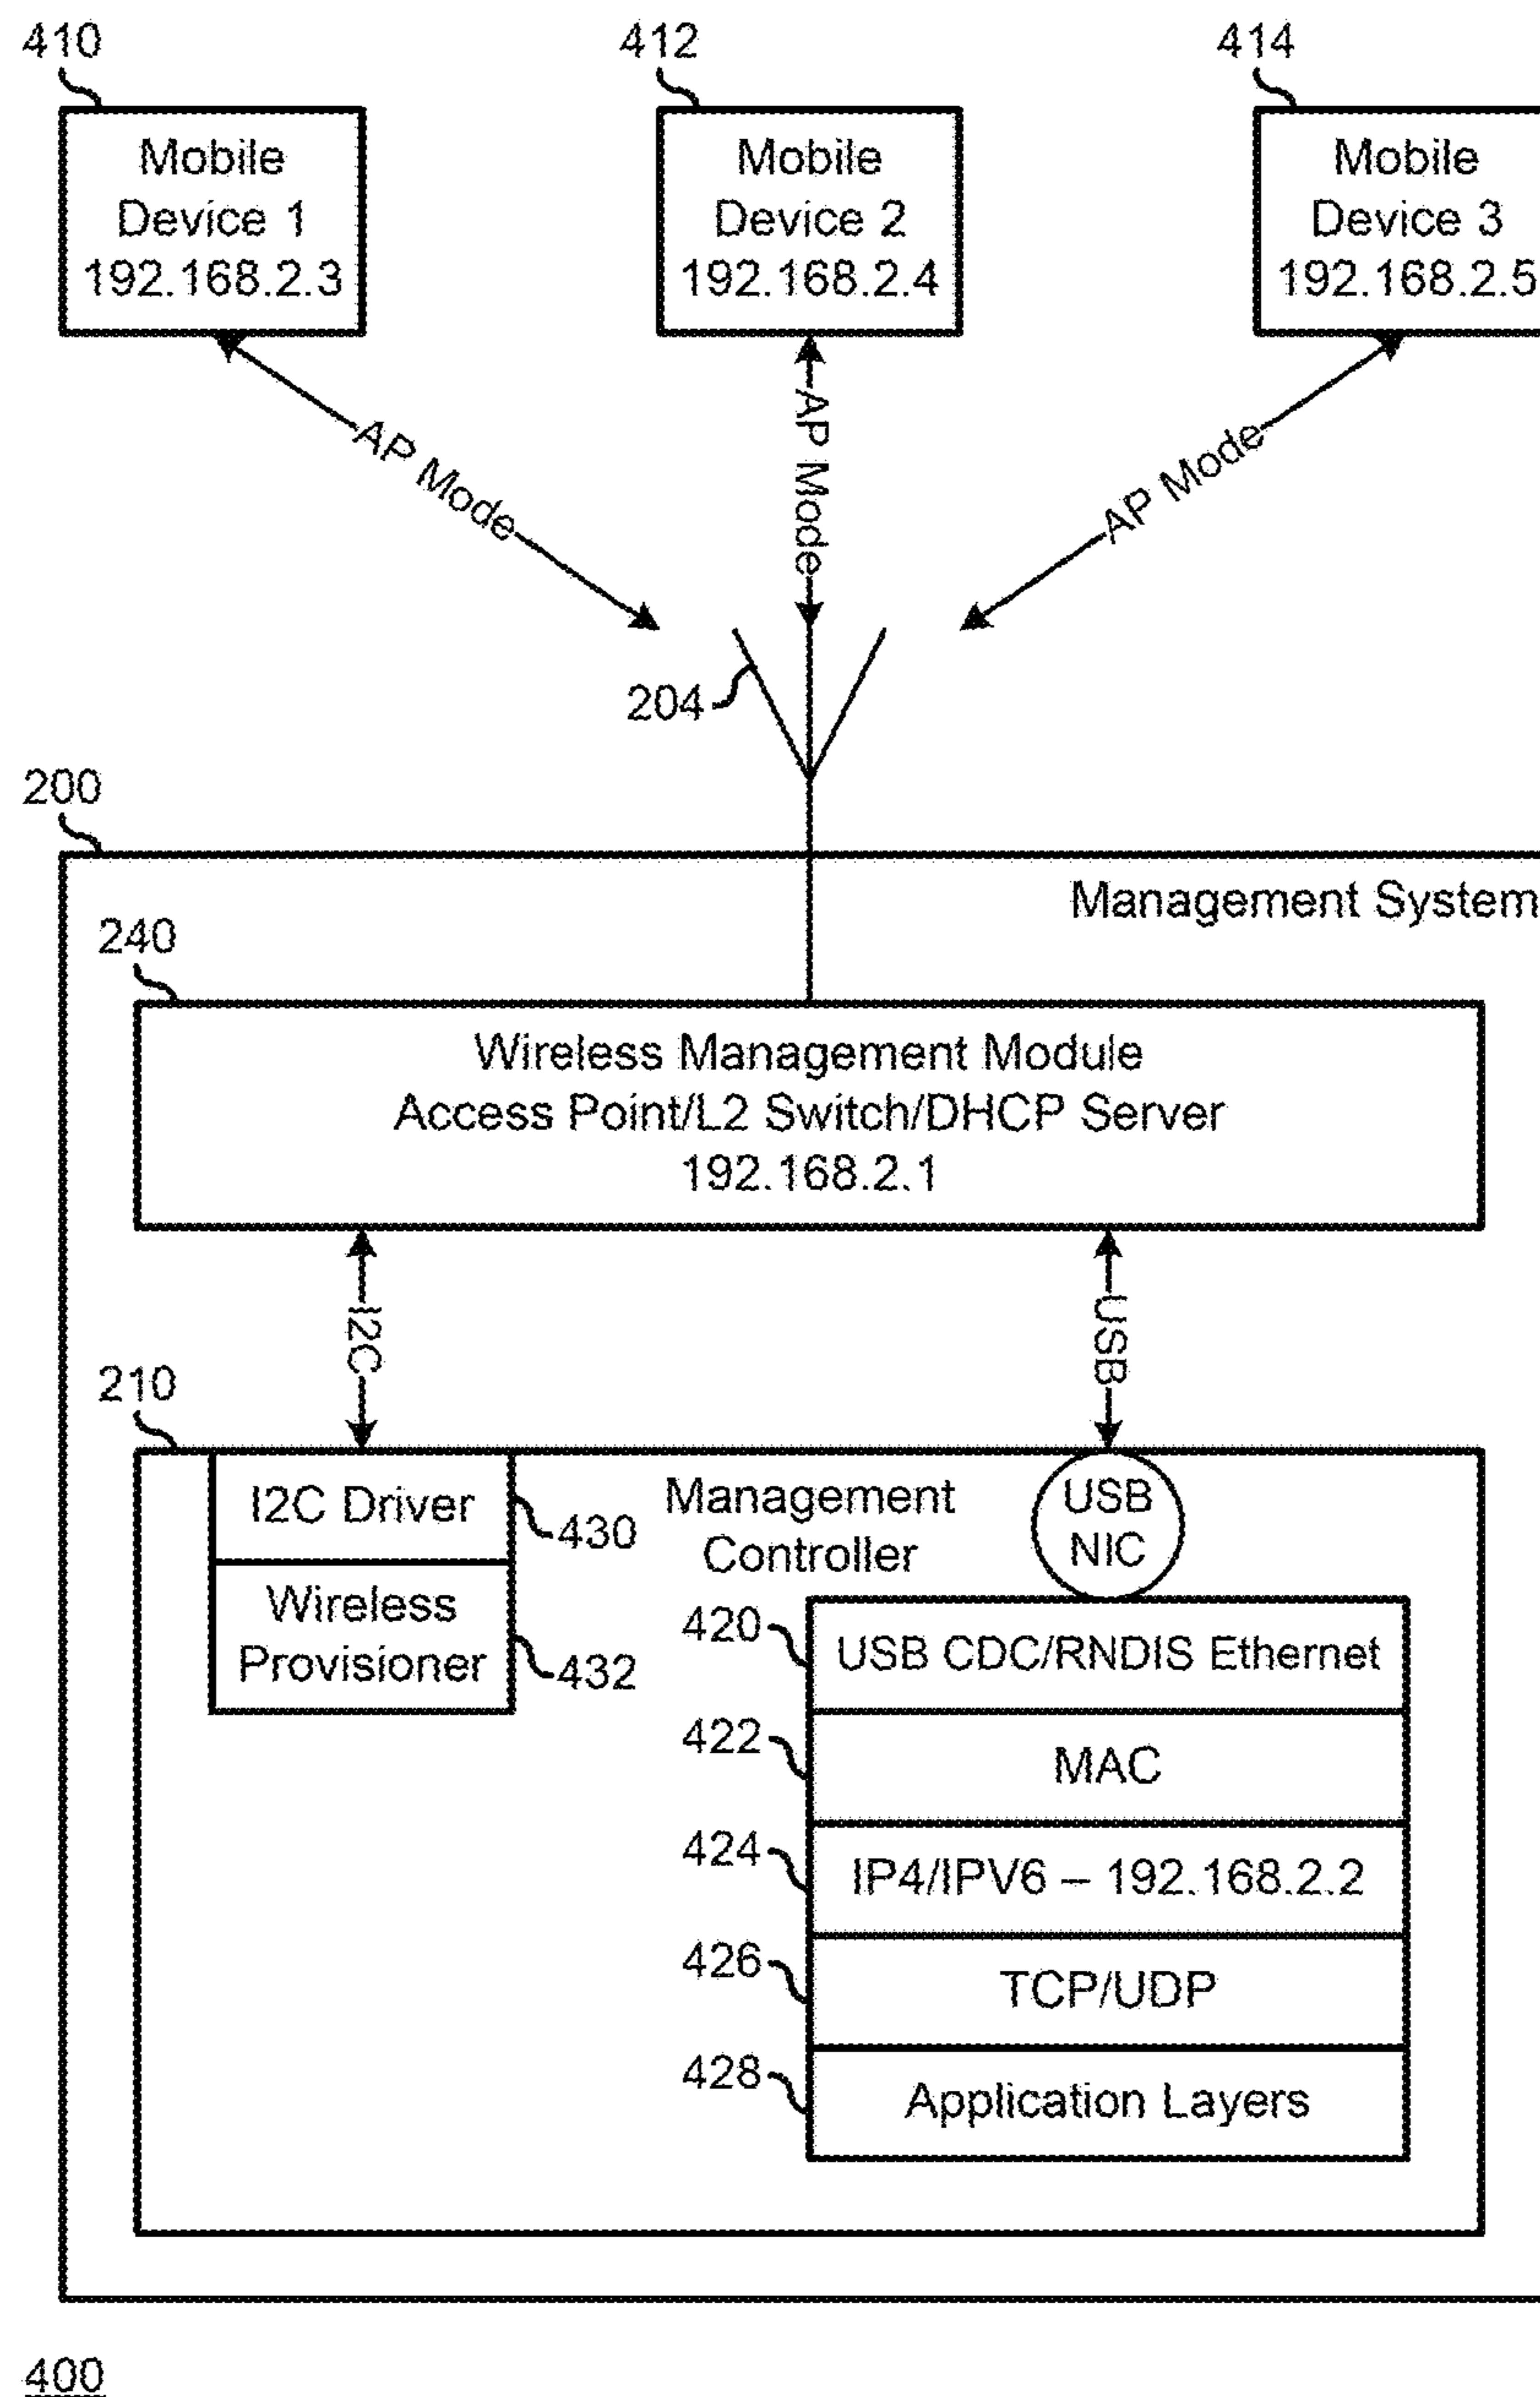 410
412
414
Mobile
Device 1
192.168.2.3
Mobile
Device 2
192.168.2.4
Mobile
Device 3
192.168.2.5
AP Mode
AP Mode
AP Mode
204
200
Management System
240
Wireless Management Module
Access Point/L2 Switch/DHCP Server
192.168.2.1
I2C
USB
210
I2C Driver
430
Wireless
Provisioner
432
Management
Controller
USB
NIC
420
USB CDC/RNDIS Ethernet
422
MAC
424
IP4/IPV6 – 192.168.2.2
426
TCP/UDP
428
Application Layers
400